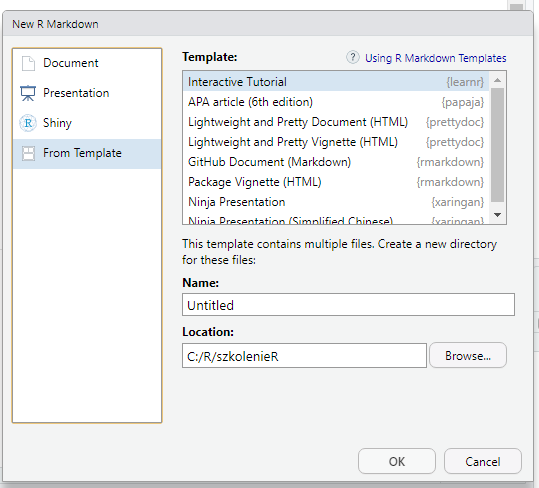 New R Markdown
Document
Presentation
Shiny
From Template
Template:
? Using R Markdown Templates
Interactive Tutorial {learnr}
APA article (6th edition) {papaja}
Lightweight and Pretty Document (HTML) {prettydoc}
Lightweight and Pretty Vignette (HTML) {prettydoc}
GitHub Document (Markdown) {rmarkdown}
Package Vignette (HTML) {rmarkdown}
Ninja Presentation {xaringan}
Ninja Presentation (Simplified Chinese) {xaringan}
This template contains multiple files. Create a new directory
for these files:
Name:
Untitled
Location:
C:/R/szkolenieR
Browse...
OK
Cancel